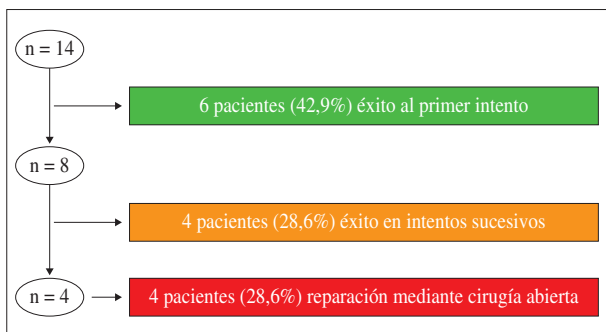 n = 14
6 pacientes (42,9%) éxito al primer intento
n = 8
4 pacientes (28,6%) éxito en intentos sucesivos
n = 4
4 pacientes (28,6%) reparación mediante cirugía abierta